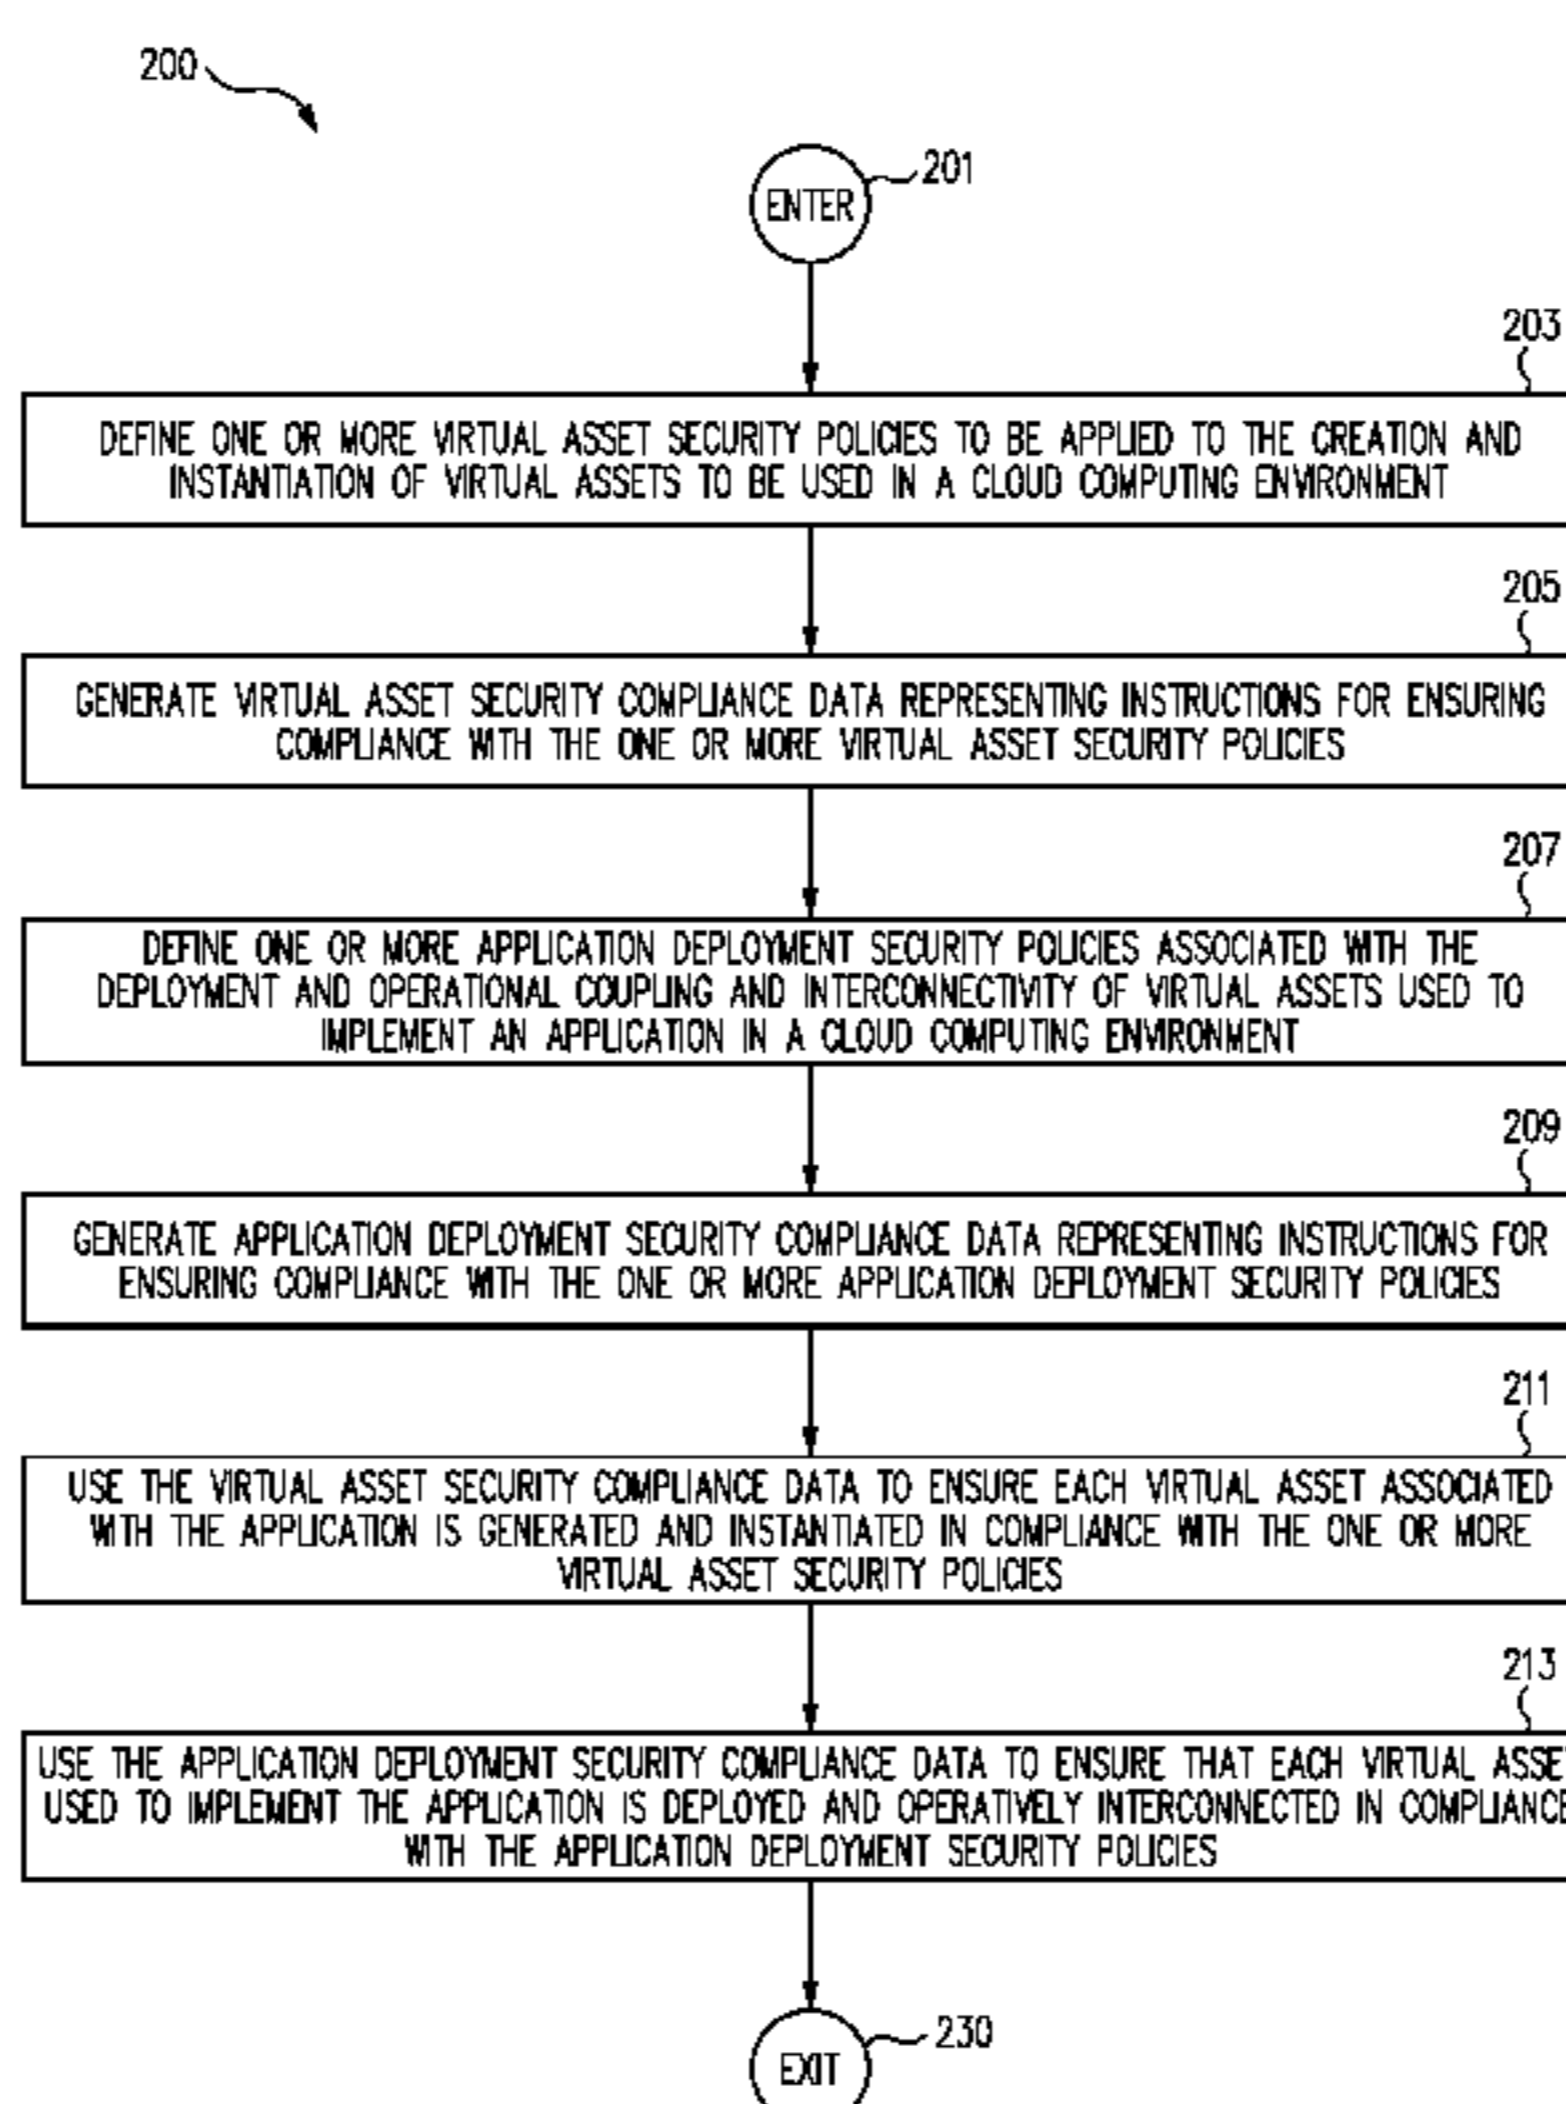 200
ENTER
201
203
DEFINE ONE OR MORE VIRTUAL ASSET SECURITY POLICIES TO BE APPLIED TO THE CREATION AND
INSTANTIATION OF VIRTUAL ASSETS TO BE USED IN A CLOUD COMPUTING ENVIRONMENT
205
GENERATE VIRTUAL ASSET SECURITY COMPLIANCE DATA REPRESENTING INSTRUCTIONS FOR ENSURING
COMPLIANCE WITH THE ONE OR MORE VIRTUAL ASSET SECURITY POLICIES
207
DEFINE ONE OR MORE APPLICATION DEPLOYMENT SECURITY POLICIES ASSOCIATED WITH THE
DEPLOYMENT AND OPERATIONAL COUPLING AND INTERCONNECTIVITY OF VIRTUAL ASSETS USED TO
IMPLEMENT AN APPLICATION IN A CLOUD COMPUTING ENVIRONMENT
209
GENERATE APPLICATION DEPLOYMENT SECURITY COMPLIANCE DATA REPRESENTING INSTRUCTIONS FOR
ENSURING COMPLIANCE WITH THE ONE OR MORE APPLICATION DEPLOYMENT SECURITY POLICIES
211
USE THE VIRTUAL ASSET SECURITY COMPLIANCE DATA TO ENSURE EACH VIRTUAL ASSET ASSOCIATED
WITH THE APPLICATION IS GENERATED AND INSTANTIATED IN COMPLIANCE WITH THE ONE OR MORE
VIRTUAL ASSET SECURITY POLICIES
213
USE THE APPLICATION DEPLOYMENT SECURITY COMPLIANCE DATA TO ENSURE THAT EACH VIRTUAL ASSET
USED TO IMPLEMENT THE APPLICATION IS DEPLOYED AND OPERATIVELY INTERCONNECTED IN COMPLIANCE
WITH THE APPLICATION DEPLOYMENT SECURITY POLICIES
230
EXIT